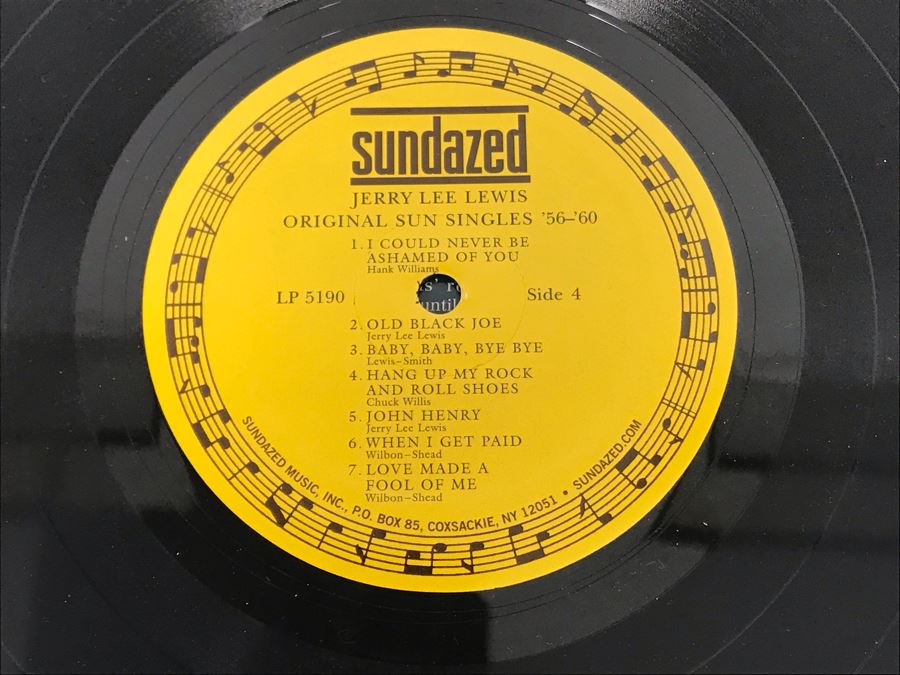 sundazed
JERRY LEE LEWIS
ORIGINAL SUN SINGLES '56–'60
1. I COULD NEVER BE
ASHAMED OF YOU
Hank Williams
LP 5190
Side 4
until
2. OLD BLACK JOE
Jerry Lee Lewis
3. BABY, BABY, BYE BYE
Lewis–Smith
4. HANG UP MY ROCK
AND ROLL SHOES
Chuck Willis
5. JOHN HENRY
Jerry Lee Lewis
6. WHEN I GET PAID
Wilbon–Shead
7. LOVE MADE A
FOOL OF ME
Wilbon–Shead
SUNDAZED MUSIC, INC., P.O. BOX 85, COXSACKIE, NY 12051 • SUNDAZED.COM